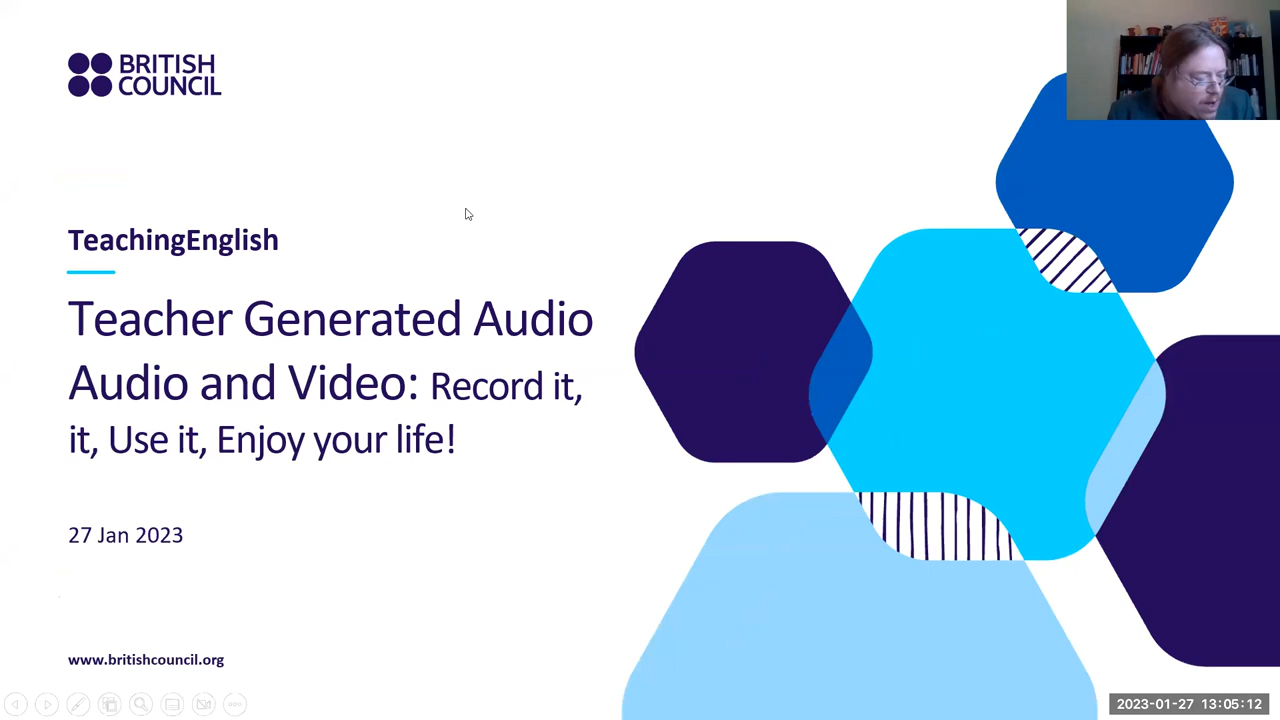 BRITISH
COUNCIL
TeachingEnglish
Teacher Generated Audio
Audio and Video: Record it,
it, Use it, Enjoy your life!
27 Jan 2023
www.britishcouncil.org
2023-01-27 13:05:12